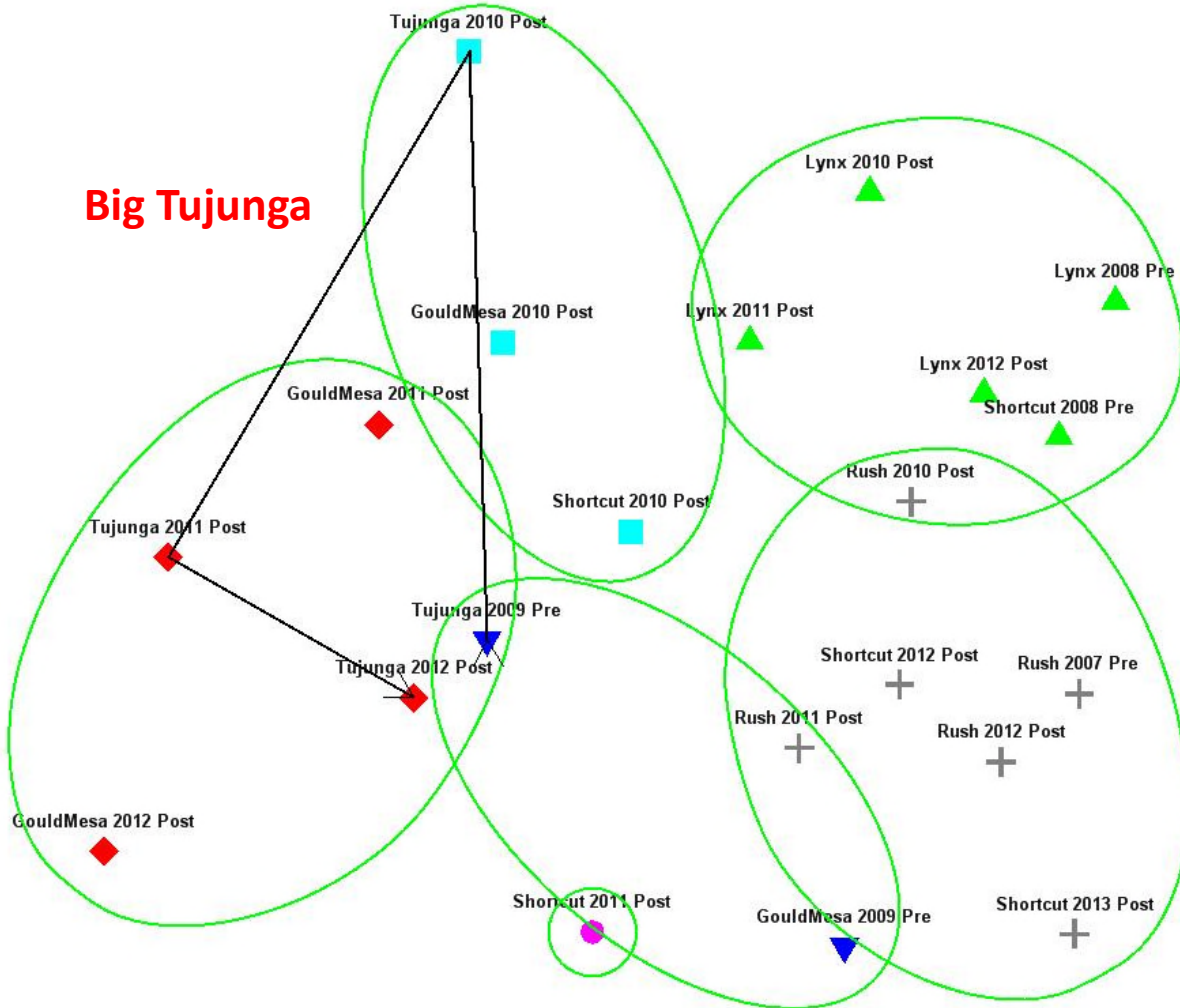 Tujunga 2010 Post
Big Tujunga
Lynx 2010 Post
Lynx 2008 Pre
GouldMesa 2010 Post
Lynx 2011 Post
Lynx 2012 Post
GouldMesa 2011 Post
Shortcut 2008 Pre
Rush 2010 Post
Shortcut 2010 Post
Tujunga 2011 Post
Tujunga 2009 Pre
Tujunga 2012 Post
Shortcut 2012 Post
Rush 2007 Pre
Rush 2011 Post
Rush 2012 Post
GouldMesa 2012 Post
Shortcut 2011 Post
Shortcut 2013 Post
GouldMesa 2009 Pre